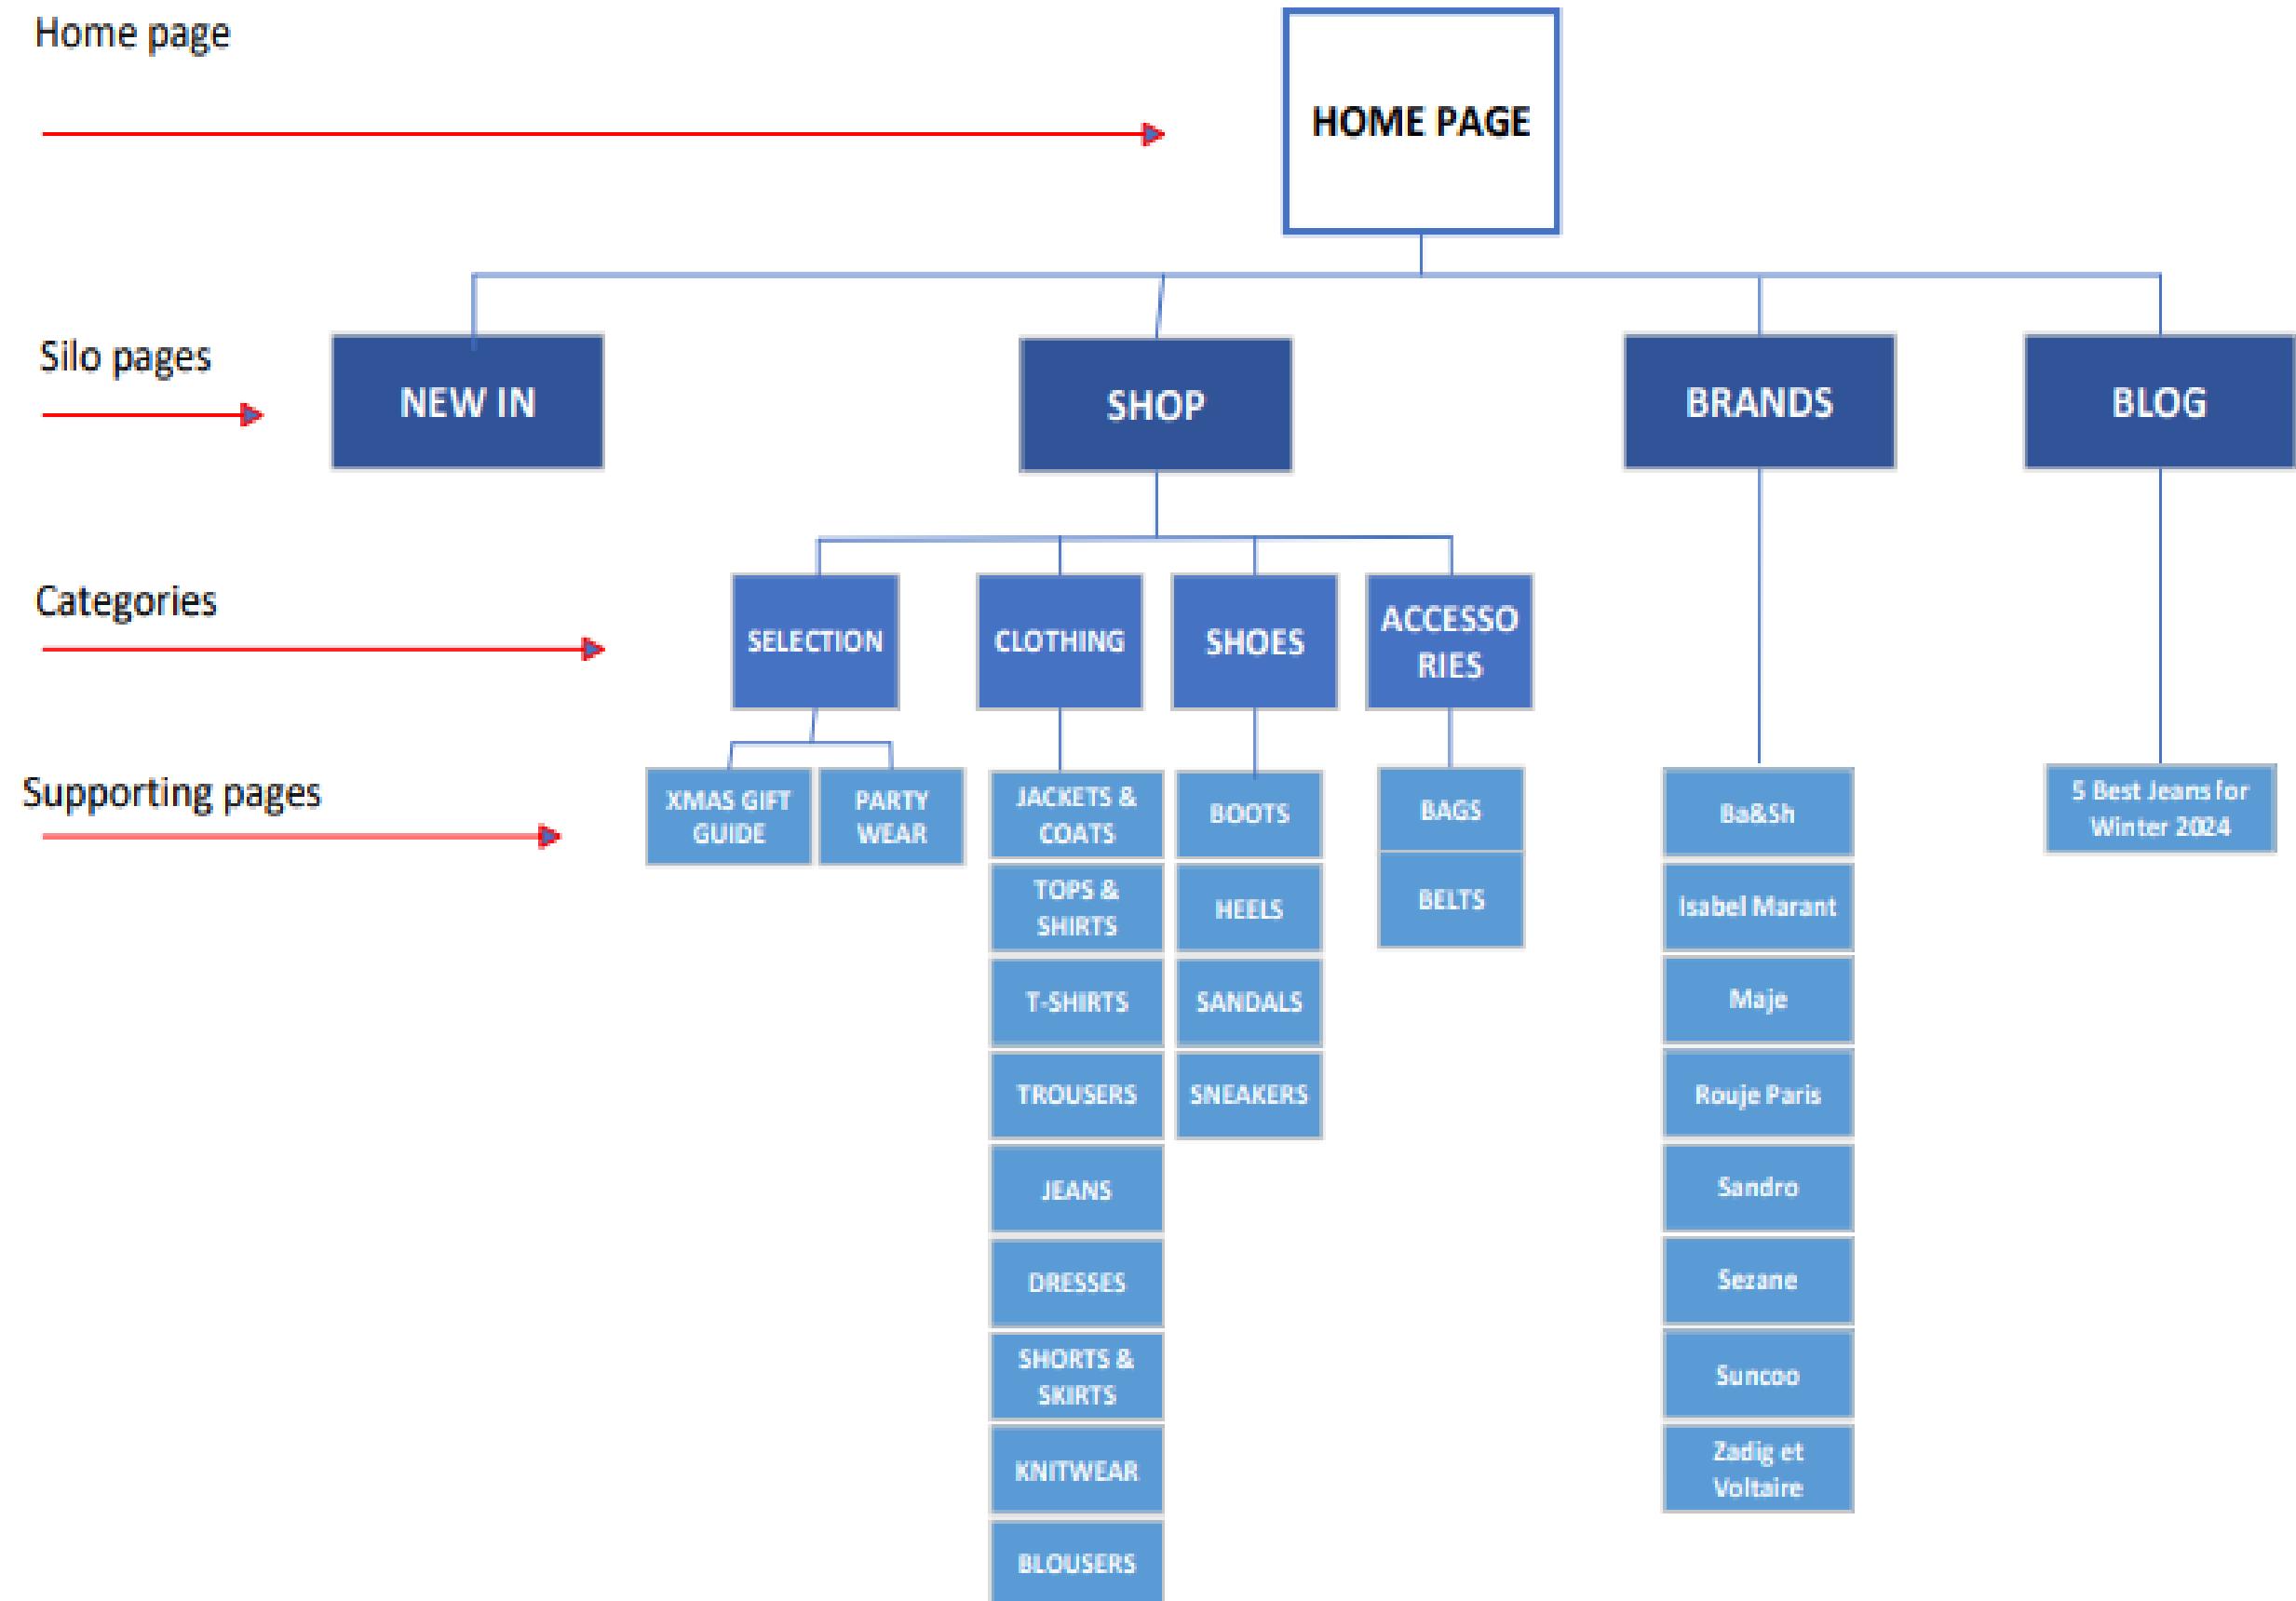 Home page
HOME PAGE
Silo pages
NEW IN
SHOP
BRANDS
BLOG
Categories
SELECTION
CLOTHING
SHOES
ACCESSO
RIES
Supporting pages
XMAS GIFT
GUIDE
PARTY
WEAR
JACKETS &
COATS
TOPS &
SHIRTS
T-SHIRTS
TROUSERS
JEANS
DRESSES
SHORTS &
SKIRTS
KNITWEAR
BLOUSERS
BOOTS
HEELS
SANDALS
SNEAKERS
BAGS
BELTS
Ba&Sh
Isabel Marant
Maje
Rouje Paris
Sandro
Sezane
Suncoo
Zadig et
Voltaire
5 Best Jeans for
Winter 2024